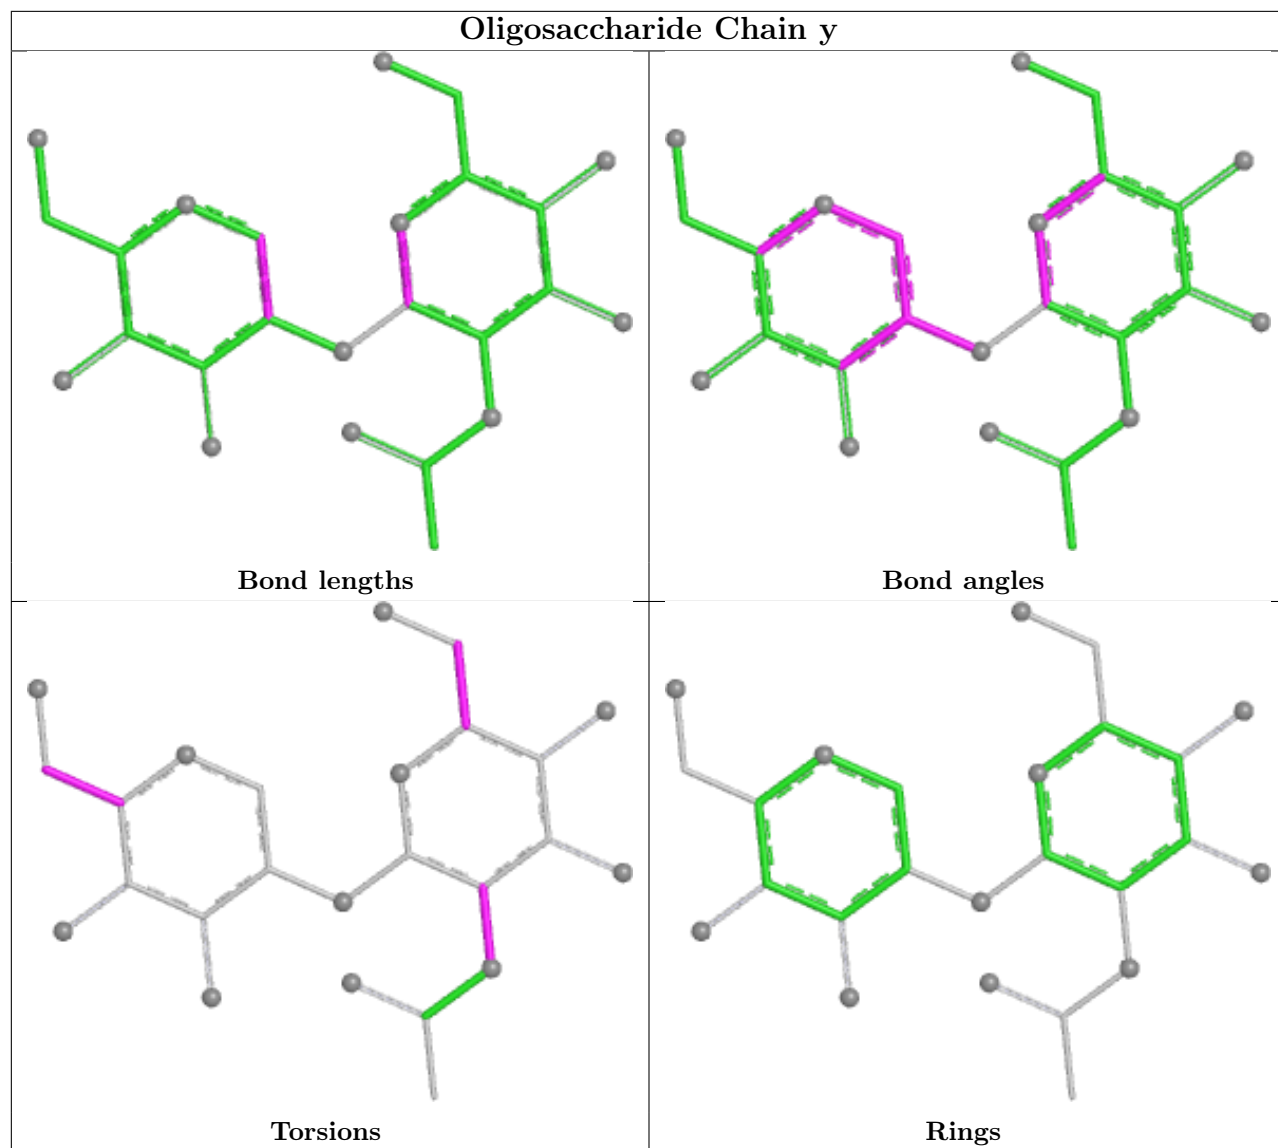 Oligosaccharide Chain y
Bond lengths
Bond angles
Torsions
Rings